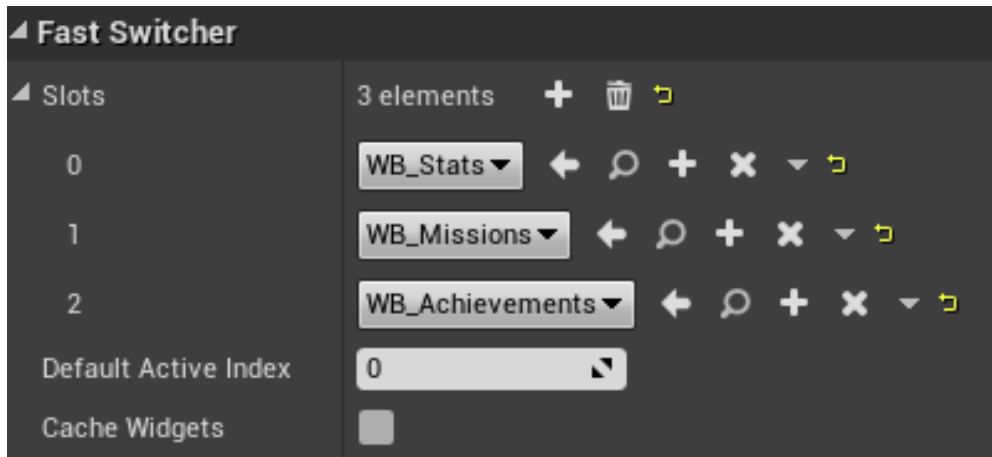 Fast Switcher
Slots 3 elements
0 WB_Stats
1 WB_Missions
2 WB_Achievements
Default Active Index 0
Cache Widgets